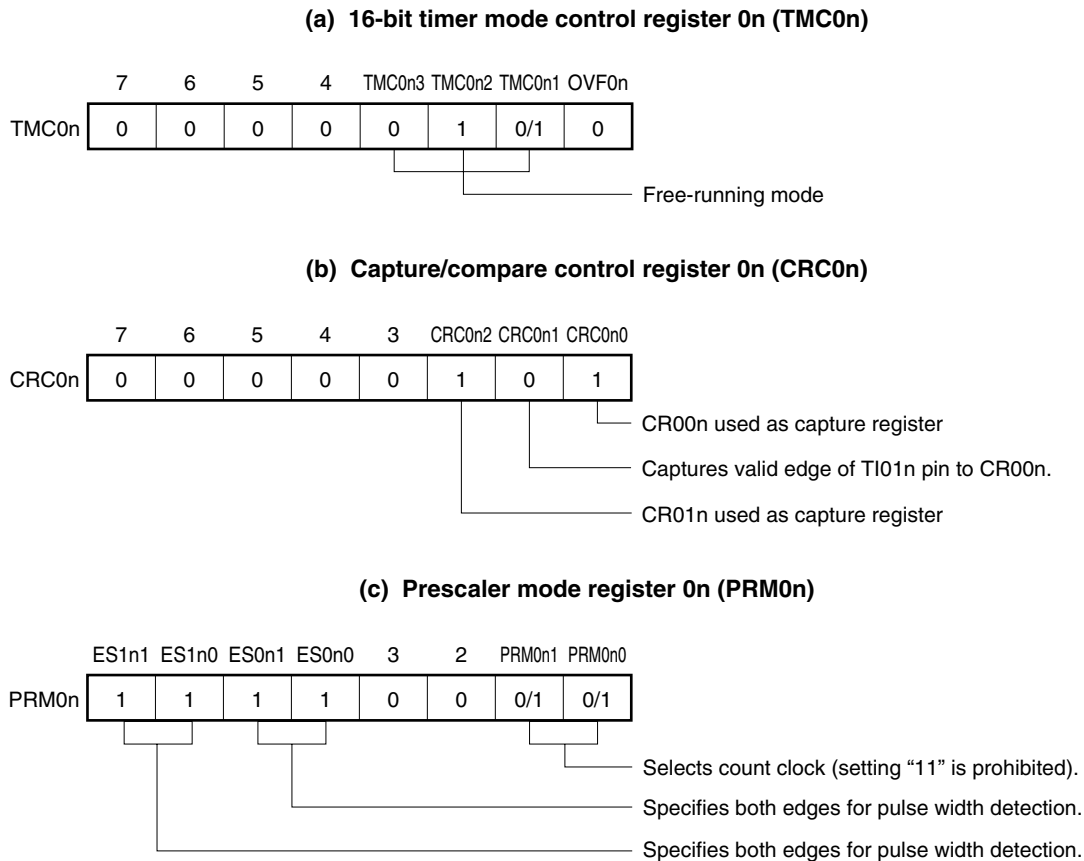 (a) 16-bit timer mode control register 0n (TMC0n)
7 6 5 4 TMC0n3 TMC0n2 TMC0n1 OVF0n
TMC0n 0 0 0 0 0 1 0/1 0
Free-running mode
(b) Capture/compare control register 0n (CRC0n)
7 6 5 4 3 CRC0n2 CRC0n1 CRC0n0
CRC0n 0 0 0 0 0 1 0 1
CR00n used as capture register
Captures valid edge of TI01n pin to CR00n.
CR01n used as capture register
(c) Prescaler mode register 0n (PRM0n)
ES1n1 ES1n0 ES0n1 ES0n0 3 2 PRM0n1 PRM0n0
PRM0n 1 1 1 1 0 0 0/1 0/1
Selects count clock (setting “11” is prohibited).
Specifies both edges for pulse width detection.
Specifies both edges for pulse width detection.